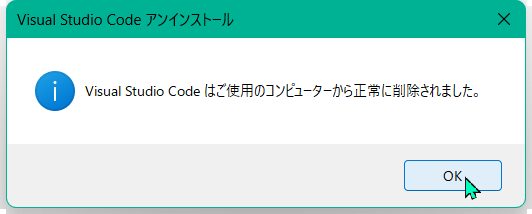 Visual Studio Code アンインストール
Visual Studio Code はご使用のコンピューターから正常に削除されました。
OK